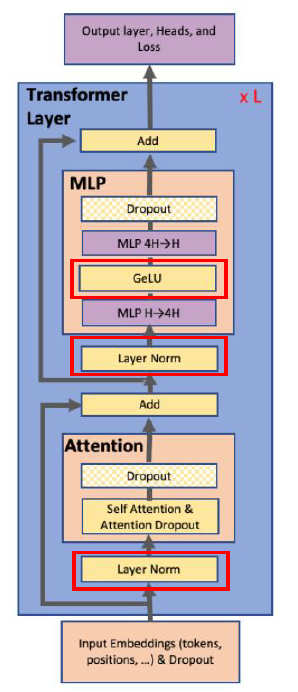 Output layer, Heads, and
Loss
Transformer
Layer
x L
Add
MLP
Dropout
MLP 4H→H
GeLU
MLP H→4H
Layer Norm
Add
Attention
Dropout
Self Attention &
Attention Dropout
Layer Norm
Input Embeddings (tokens,
positions, ...) & Dropout